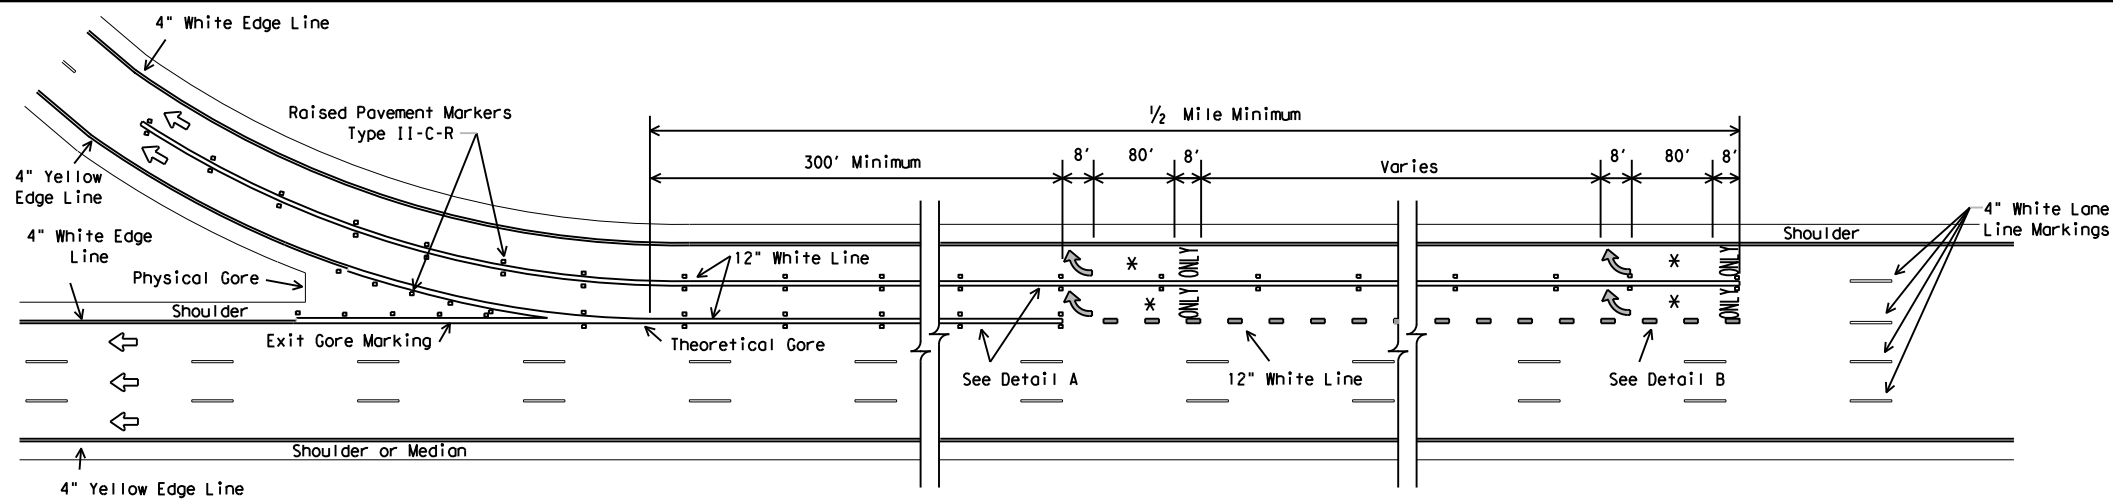 4" White Edge Line
Raised Pavement Markers
Type II-C-R
½ Mile Minimum
300' Minimum
8'
80'
8'
Varies
8'
80'
8'
4" Yellow
Edge Line
4" White Edge
Line
Physical Gore
Shoulder
12" White Line
ONLY
ONLY
*
*
*
*
ONLY
ONLY
Shoulder
4" White Lane
Line Markings
Exit Gore Marking
Theoretical Gore
See Detail A
12" White Line
See Detail B
Shoulder or Median
4" Yellow Edge Line